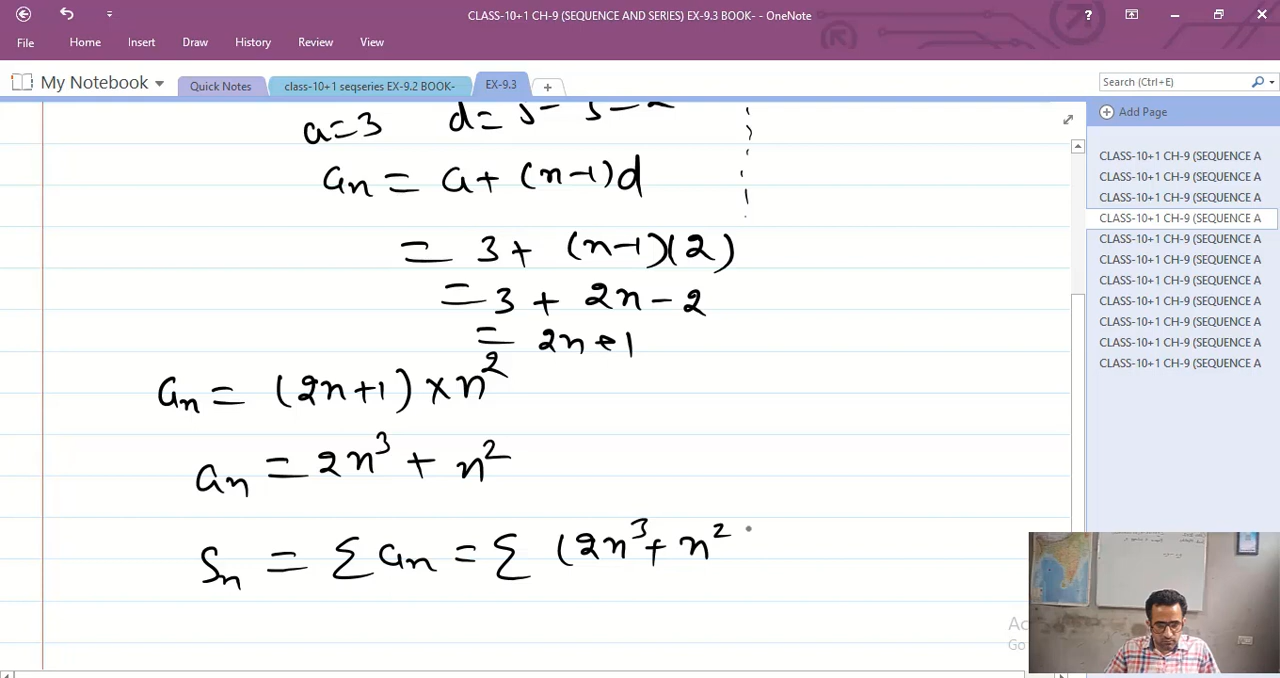 CLASS-10+1 CH-9 (SEQUENCE AND SERIES) EX-9.3 BOOK- - OneNote
File Home Insert Draw History Review View
My Notebook Quick Notes class-10+1 seqseries EX-9.2 BOOK- EX-9.3 Search (Ctrl+E)
Add Page
CLASS-10+1 CH-9 (SEQUENCE A
CLASS-10+1 CH-9 (SEQUENCE A
CLASS-10+1 CH-9 (SEQUENCE A
CLASS-10+1 CH-9 (SEQUENCE A
CLASS-10+1 CH-9 (SEQUENCE A
CLASS-10+1 CH-9 (SEQUENCE A
CLASS-10+1 CH-9 (SEQUENCE A
CLASS-10+1 CH-9 (SEQUENCE A
CLASS-10+1 CH-9 (SEQUENCE A
CLASS-10+1 CH-9 (SEQUENCE A
CLASS-10+1 CH-9 (SEQUENCE A
a=3 d=
an = a+ (n-1)d
= 3 + (n-1)(2)
= 3 + 2n - 2
= 2n + 1
an = (2n+1) × n²
an = 2n³ + n²
Sn = Σ an = Σ (2n³ + n²